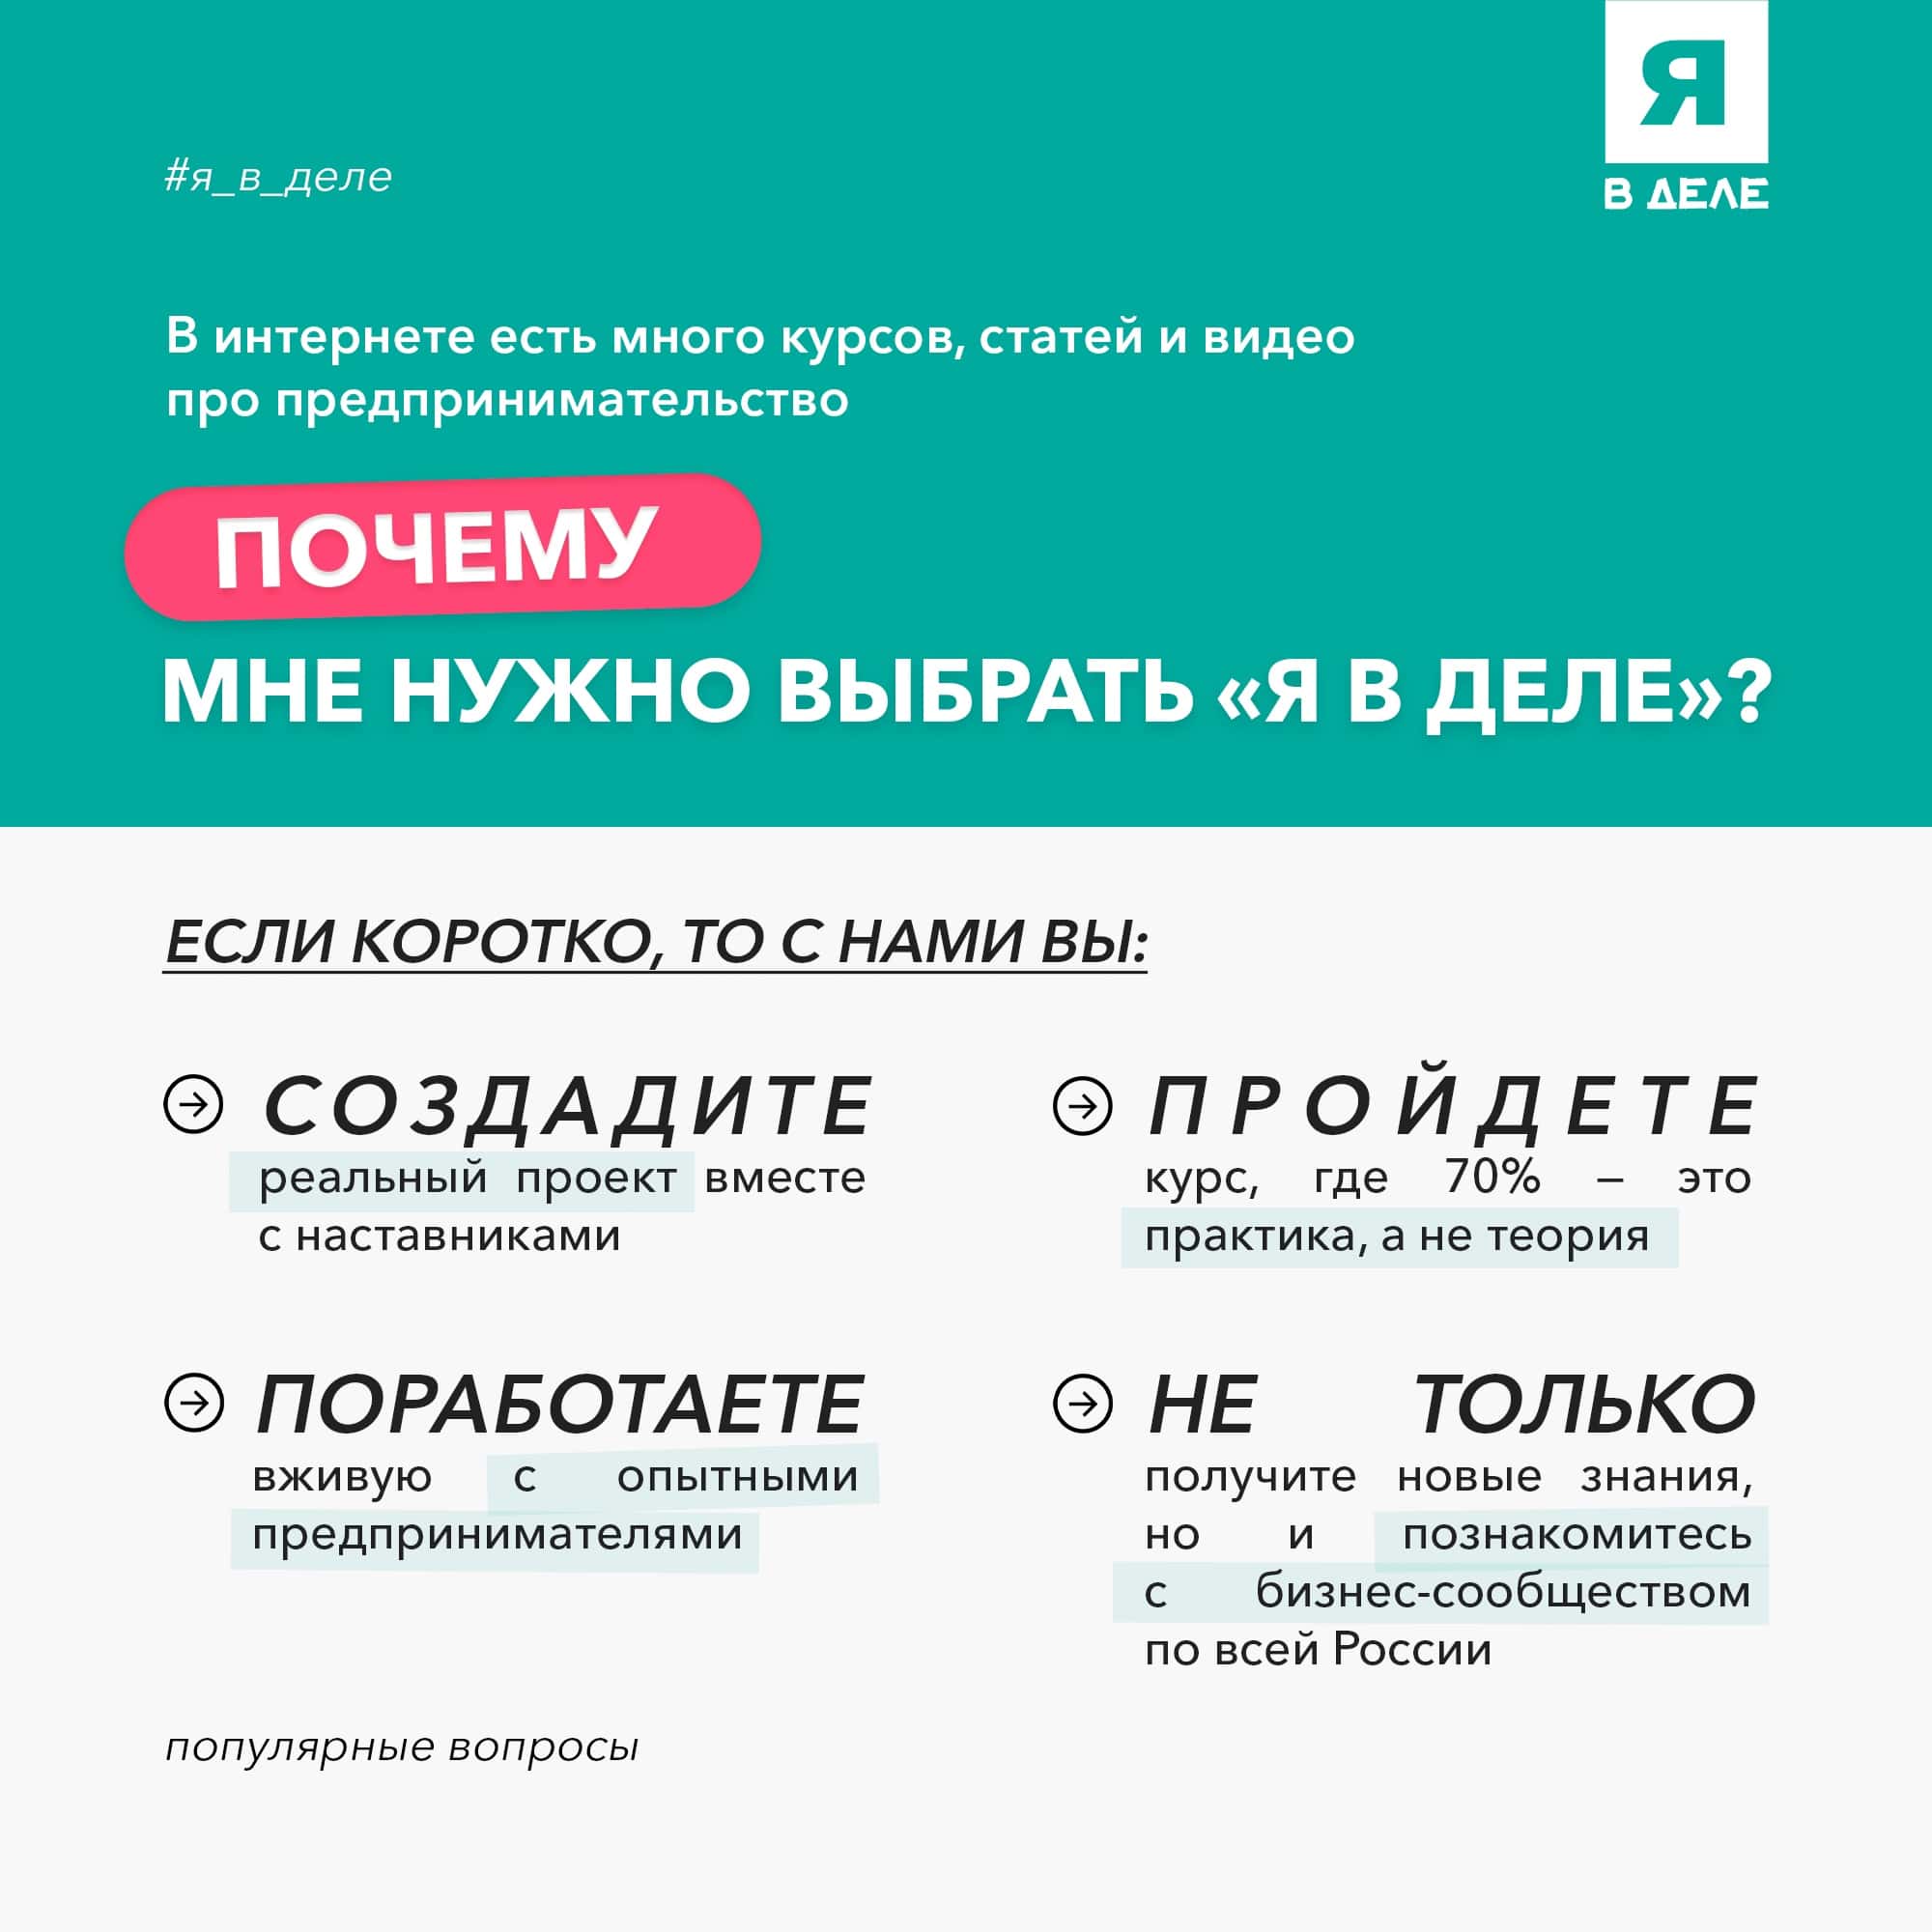 #я_в_деле
Я
В ДЕЛЕ
В интернете есть много курсов, статей и видео
про предпринимательство
ПОЧЕМУ
МНЕ НУЖНО ВЫБРАТЬ «Я В ДЕЛЕ»?
ЕСЛИ КОРОТКО, ТО С НАМИ ВЫ:
СОЗДАДИТЕ
реальный проект вместе
с наставниками
ПРОЙДЕТЕ
курс, где 70% – это
практика, а не теория
ПОРАБОТАЕТЕ
вживую с опытными
предпринимателями
НЕ ТОЛЬКО
получите новые знания,
но и познакомитесь
с бизнес-сообществом
по всей России
популярные вопросы